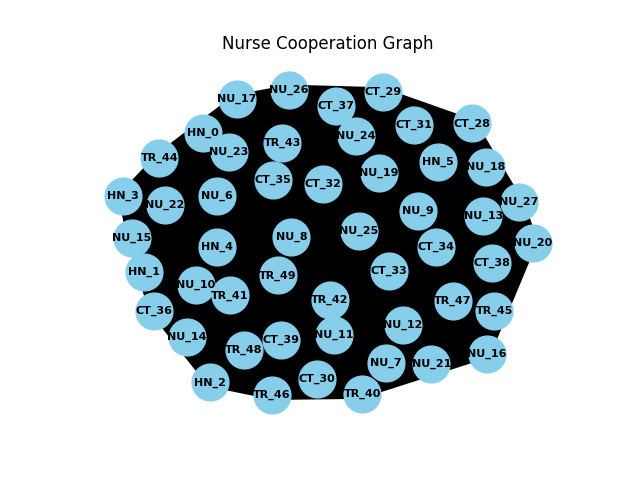 Nurse Cooperation Graph
NU_26
CT_29
NU_17
CT_37
CT_28
CT_31
HN_0
NU_24
TR_43
NU_23
TR_44
HN_5
NU_18
NU_19
CT_35
CT_32
HN_3
NU_6
NU_27
NU_22
NU_9
NU_13
NU_25
NU_8
NU_15
NU_20
HN_4
CT_34
CT_38
HN_1
CT_33
TR_49
NU_10
TR_41
TR_42
TR_47
CT_36
TR_45
NU_12
NU_11
NU_14
CT_39
TR_48
NU_16
NU_7
NU_21
CT_30
HN_2
TR_40
TR_46